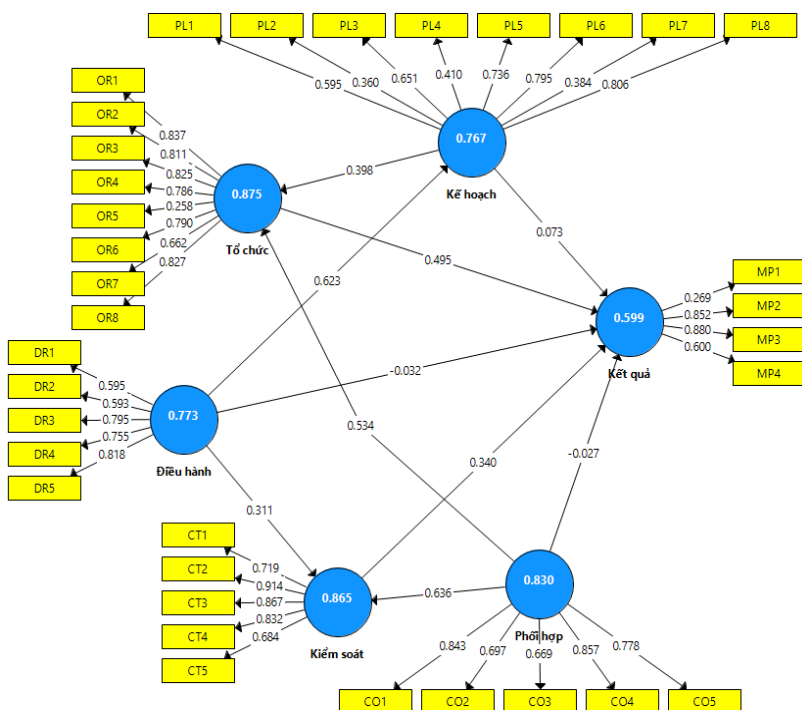 PL1 PL2 PL3 PL4 PL5 PL6 PL7 PL8
0.595 0.360 0.651 0.410 0.736 0.795 0.384 0.806
0.767
Kế hoạch
OR1
OR2
OR3
OR4
OR5
OR6
OR7
OR8
0.837
0.811
0.825
0.786
0.258
0.790
0.662
0.827
0.875
Tổ chức
0.398
0.073
0.495
0.623
MP1
MP2
MP3
MP4
0.269
0.852
0.880
0.600
0.599
Kết quả
-0.032
DR1
DR2
DR3
DR4
DR5
0.595
0.593
0.795
0.755
0.818
0.773
Điều hành
0.534
0.340
-0.027
0.311
CT1
CT2
CT3
CT4
CT5
0.719
0.914
0.867
0.832
0.684
0.865
Kiểm soát
0.636
0.830
Phối hợp
0.843 0.697 0.669 0.857 0.778
CO1 CO2 CO3 CO4 CO5